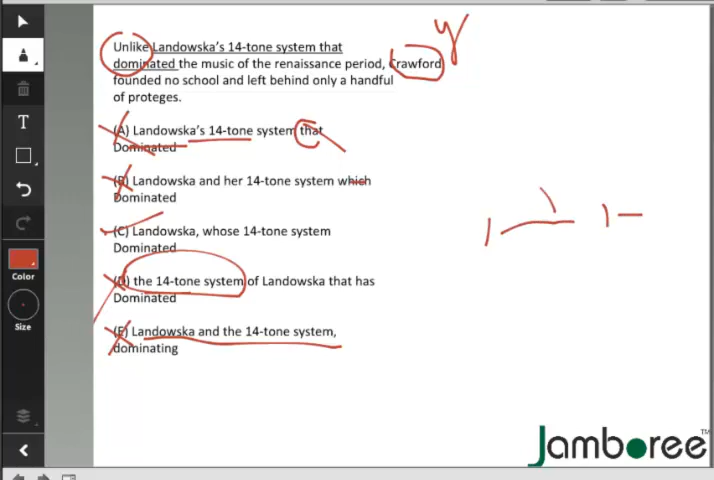 Unlike Landowska's 14-tone system that
dominated the music of the renaissance period, Crawford
founded no school and left behind only a handful
of proteges.
(A) Landowska's 14-tone system that
Dominated
(B) Landowska and her 14-tone system which
Dominated
(C) Landowska, whose 14-tone system
Dominated
(D) the 14-tone system of Landowska that has
Dominated
(E) Landowska and the 14-tone system,
dominating
T
Color
Size
Jamboree™